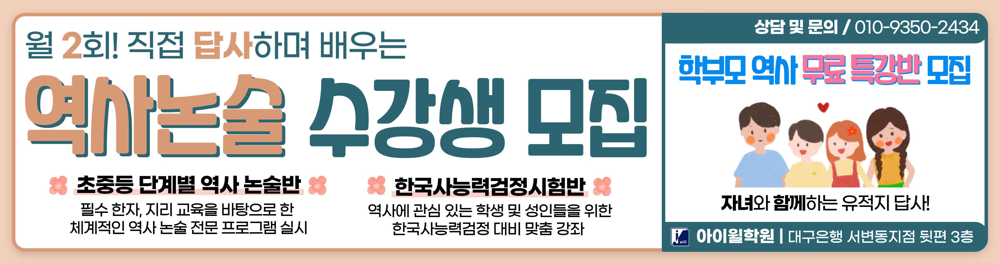 월 2회! 직접 답사하며 배우는
역사논술 수강생 모집
초중등 단계별 역사 논술반
필수 한자, 지리 교육을 바탕으로 한
체계적인 역사 논술 전문 프로그램 실시
한국사능력검정시험반
역사에 관심 있는 학생 및 성인들을 위한
한국사능력검정 대비 맞춤 강좌
상담 및 문의 / 010-9350-2434
학부모 역사 무료 특강반 모집
자녀와 함께하는 유적지 답사!
i will
아이윌학원 | 대구은행 서변동지점 뒷편 3층